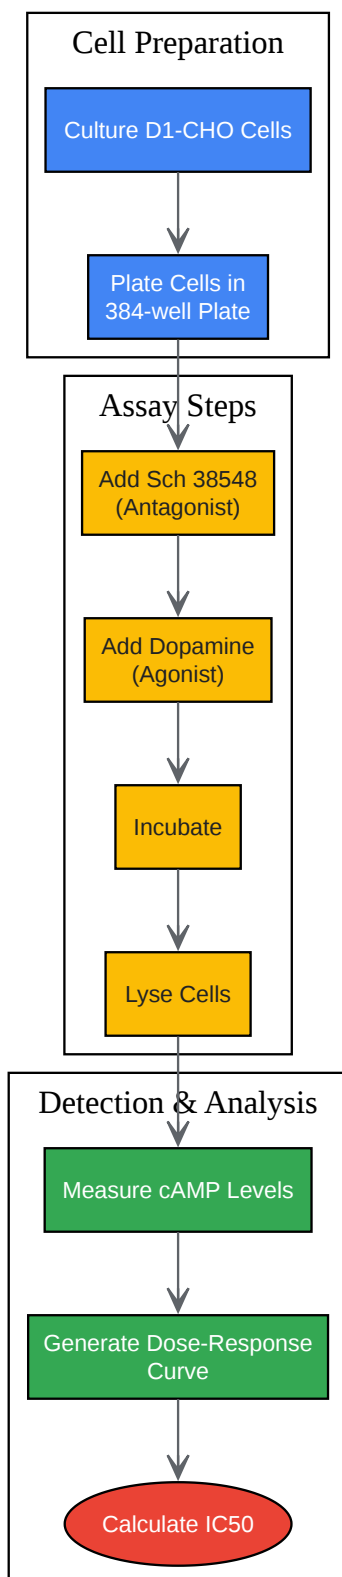 Cell Preparation
Culture D1-CHO Cells
Plate Cells in
384-well Plate
Assay Steps
Add Sch 38548
(Antagonist)
Add Dopamine
(Agonist)
Incubate
Lyse Cells
Detection & Analysis
Measure cAMP Levels
Generate Dose-Response
Curve
Calculate IC50